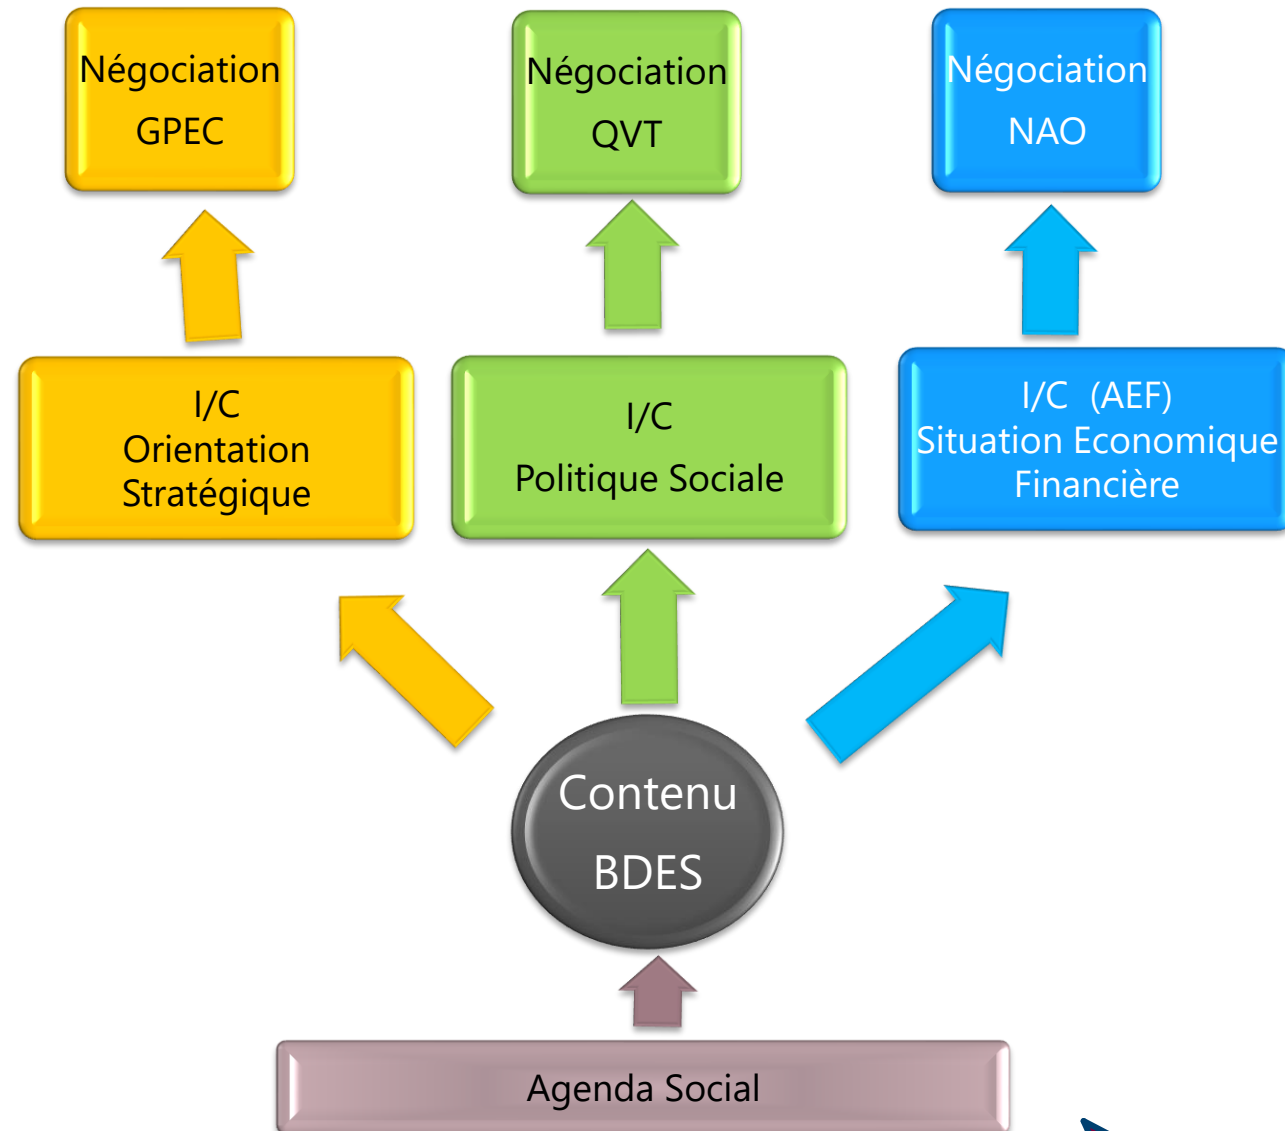 Négociation
GPEC
Négociation
QVT
Négociation
NAO
I/C
Orientation
Stratégique
I/C
Politique Sociale
I/C (AEF)
Situation Economique
Financière
Contenu
BDES
Agenda Social